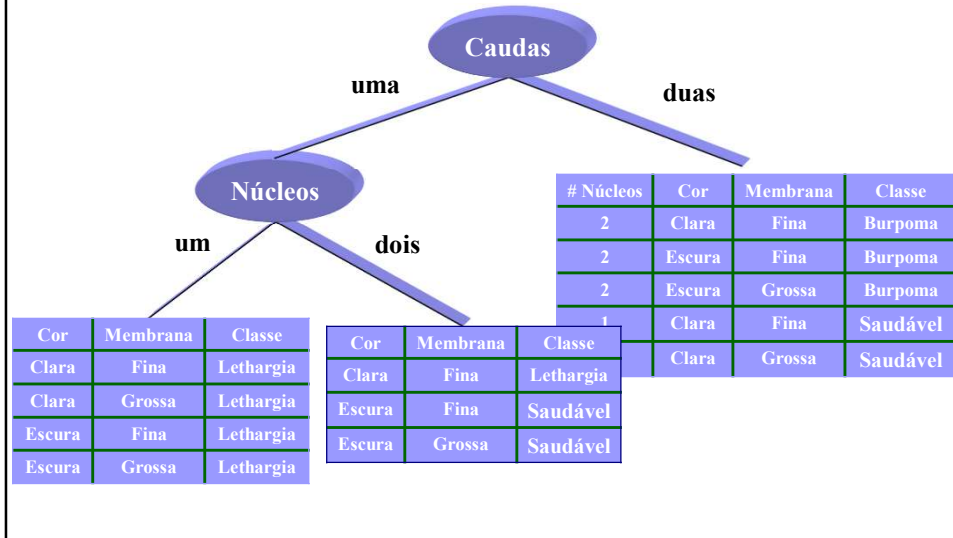 Caudas
uma
duas
Núcleos
um
dois
# Núcleos Cor Membrana Classe
2 Clara Fina Burpoma
2 Escura Fina Burpoma
2 Escura Grossa Burpoma
1 Clara Fina Saudável
Clara Grossa Saudável
Cor Membrana Classe
Clara Fina Lethargia
Clara Grossa Lethargia
Escura Fina Lethargia
Escura Grossa Lethargia
Cor Membrana Classe
Clara Fina Lethargia
Escura Fina Saudável
Escura Grossa Saudável